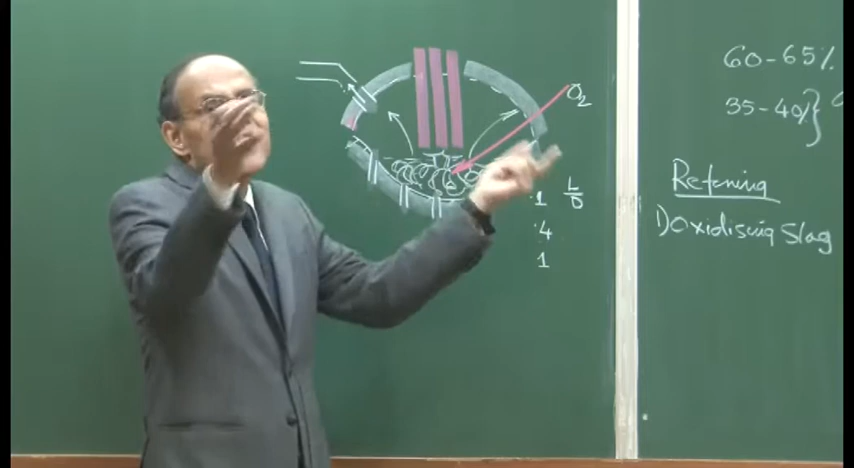 O₂
1 L/D
4
1
60-65%
35-40%}
Refening
1) Oxidising Slag